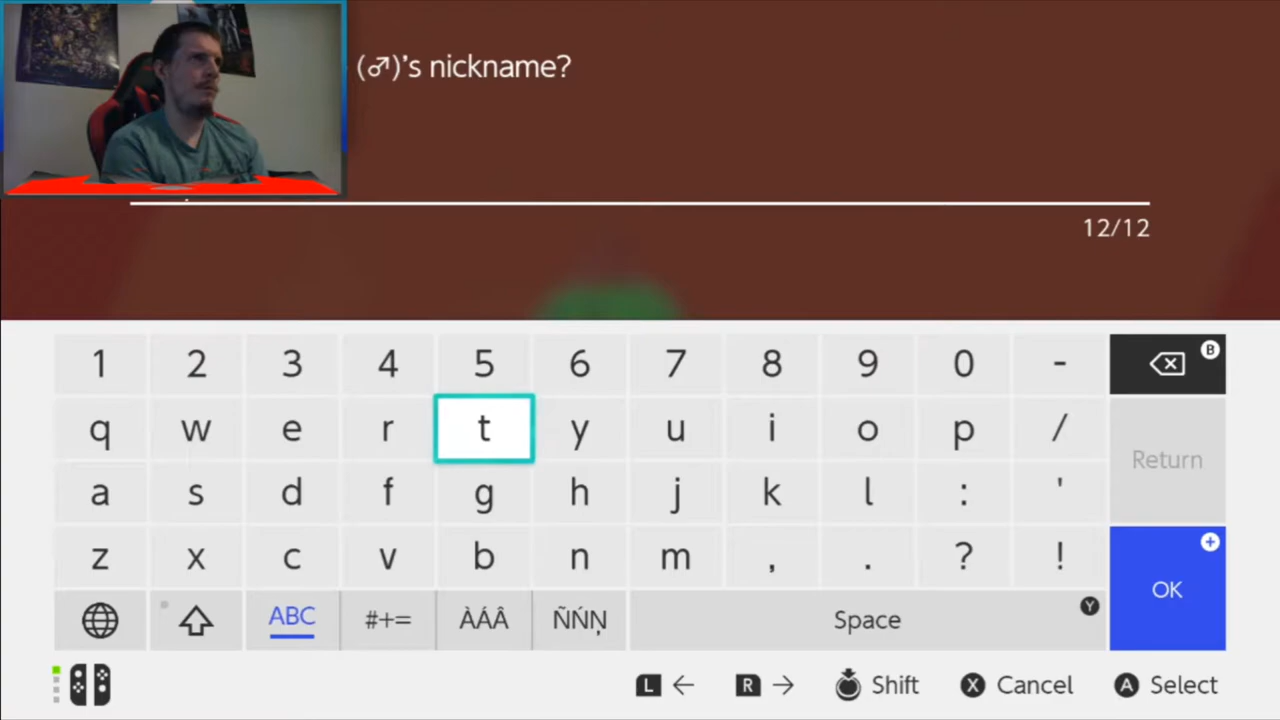 (♂)'s nickname?
12/12
1 2 3 4 5 6 7 8 9 0 -
q w e r t y u i o p /
Return
a s d f g h j k l : '
z x c v b n m , . ? !
OK
ABC #+= ÀÁÂ ÑŃŅ Space
L ← R → Shift X Cancel A Select
B
+
Y